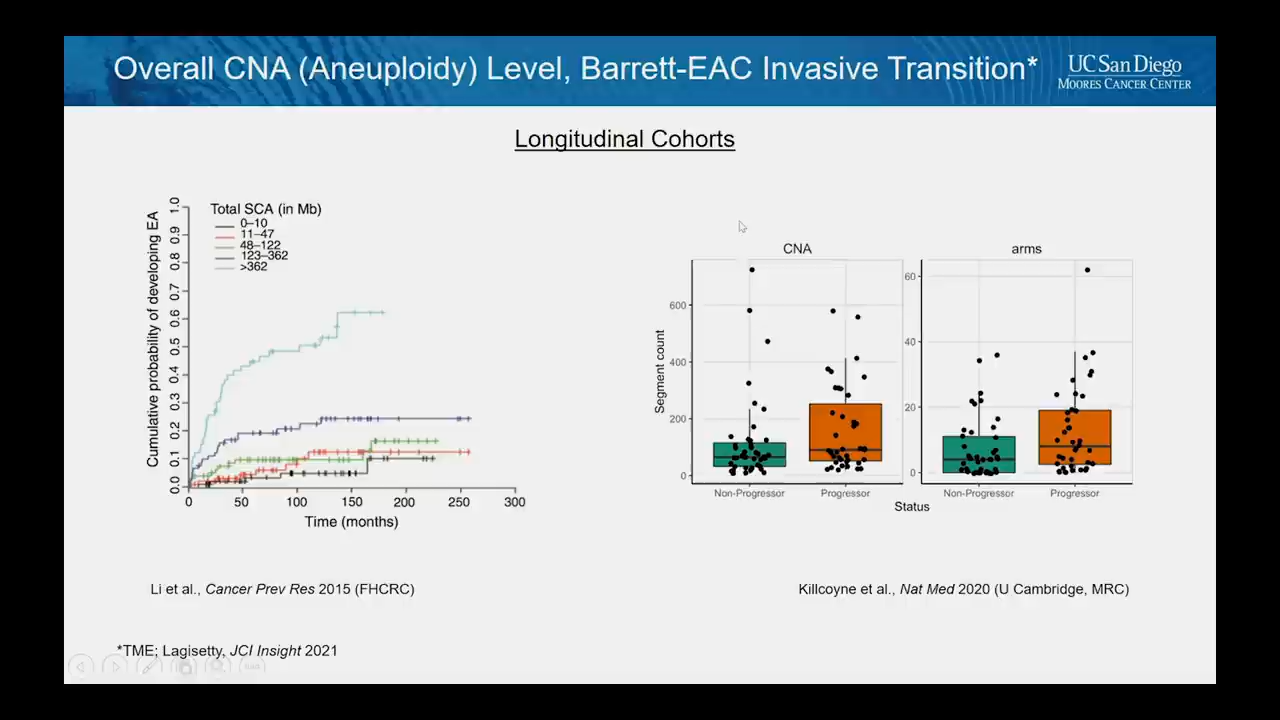 Overall CNA (Aneuploidy) Level, Barrett-EAC Invasive Transition*
UC San Diego
MOORES CANCER CENTER
Longitudinal Cohorts
Total SCA (in Mb)
0–10
11–47
48–122
123–362
>362
Cumulative probability of developing EA
1.0
0.9
0.8
0.7
0.6
0.5
0.4
0.3
0.2
0.1
0.0
0 50 100 150 200 250 300
Time (months)
CNA
arms
Segment count
600
400
200
0
60
40
20
0
Non-Progressor Progressor
Non-Progressor Progressor
Status
Li et al., Cancer Prev Res 2015 (FHCRC)
Killcoyne et al., Nat Med 2020 (U Cambridge, MRC)
*TME; Lagisetty, JCI Insight 2021